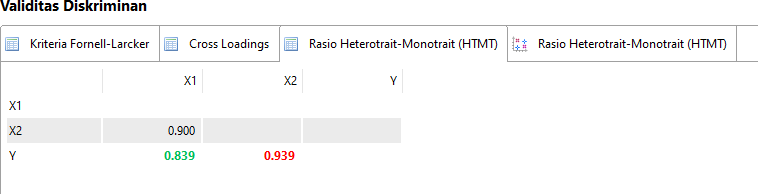 Validitas Diskriminan
Kriteria Fornell-Larcker Cross Loadings Rasio Heterotrait-Monotrait (HTMT) Rasio Heterotrait-Monotrait (HTMT)
X1 X2 Y
X1
X2 0.900
Y 0.839 0.939